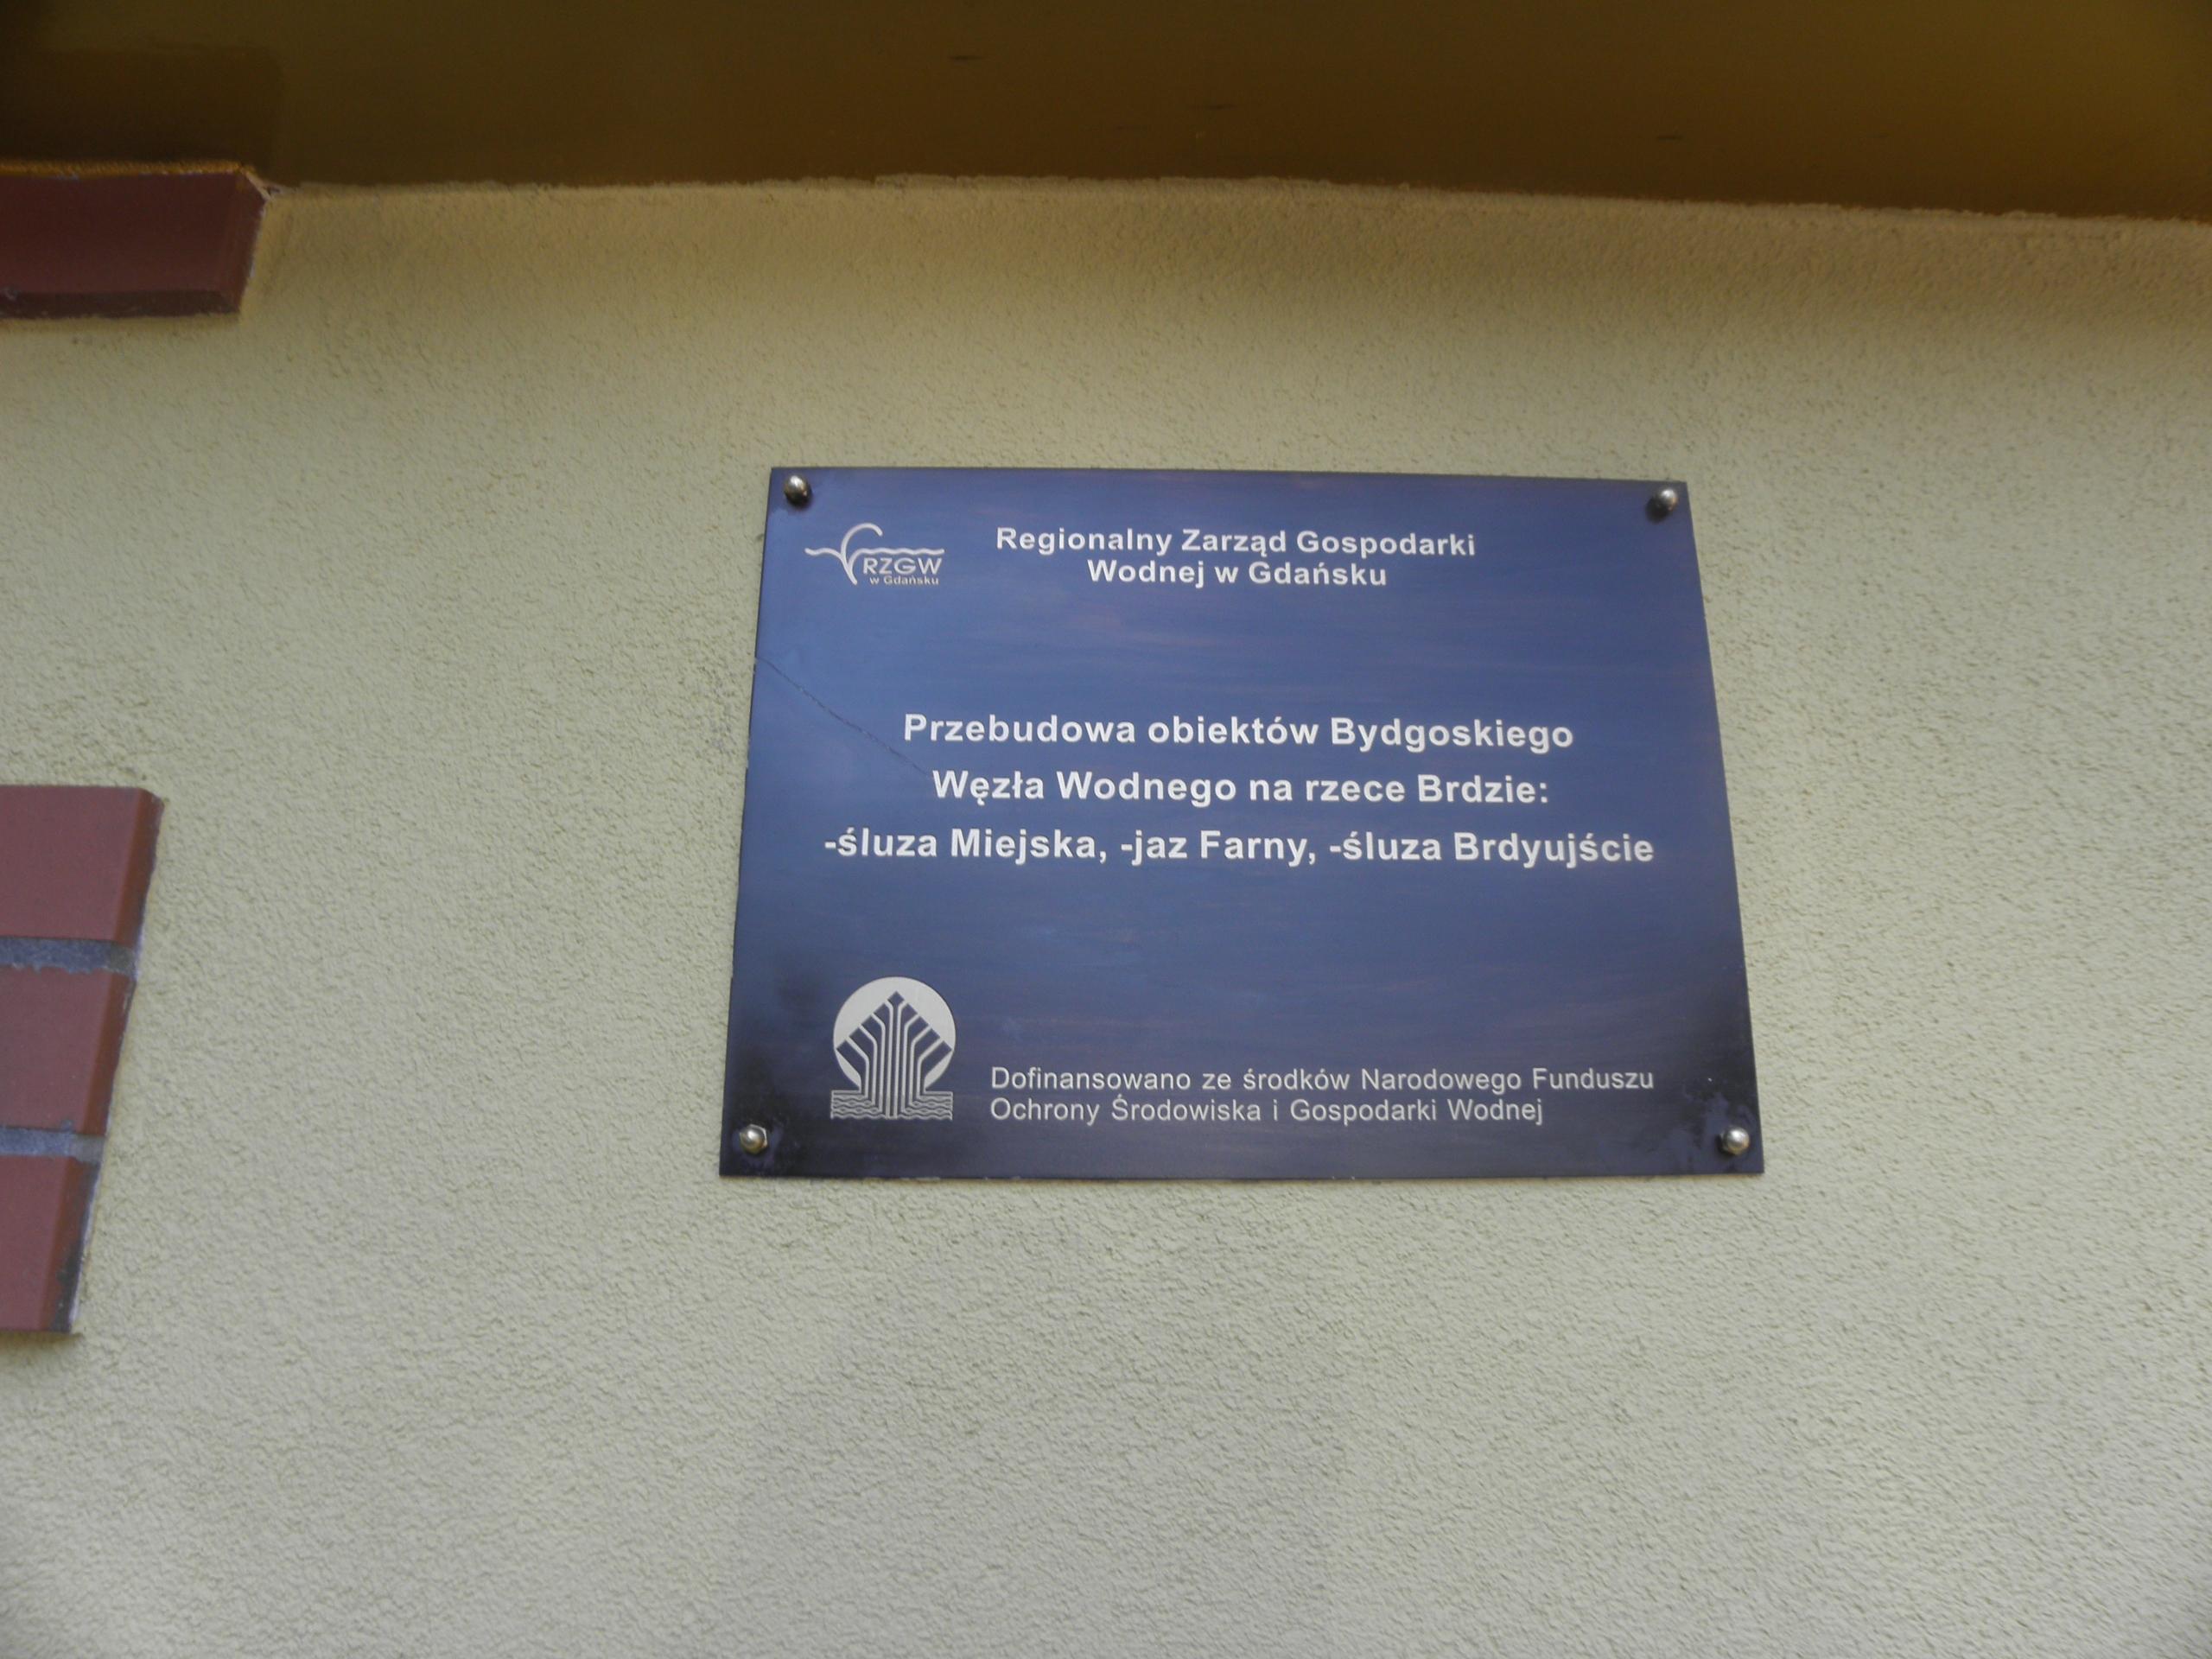 RZGW
w Gdańsku
Regionalny Zarząd Gospodarki
Wodnej w Gdańsku
Przebudowa obiektów Bydgoskiego
Węzła Wodnego na rzece Brdzie:
-śluza Miejska, -jaz Farny, -śluza Brdyujście
Dofinansowano ze środków Narodowego Funduszu
Ochrony Środowiska i Gospodarki Wodnej